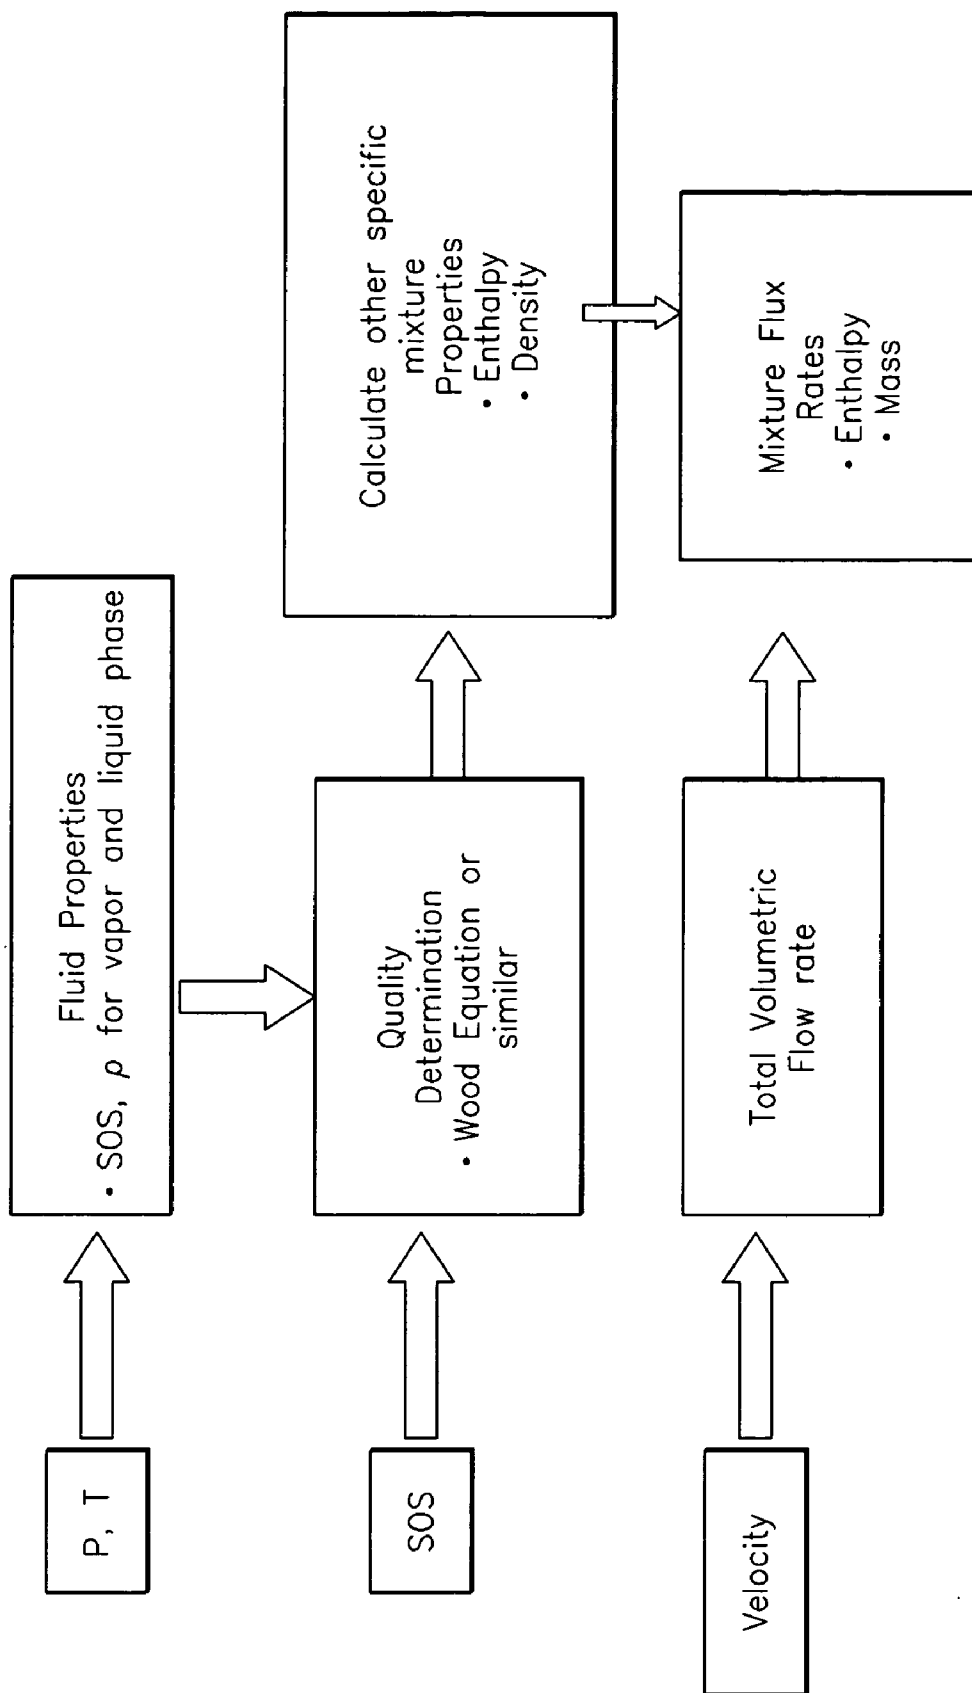 P, T
Fluid Properties
• SOS, ρ for vapor and liquid phase
SOS
Quality
Determination
• Wood Equation or
similar
Calculate other specific
mixture
Properties
• Enthalpy
• Density
Velocity
Total Volumetric
Flow rate
Mixture Flux
Rates
• Enthalpy
• Mass